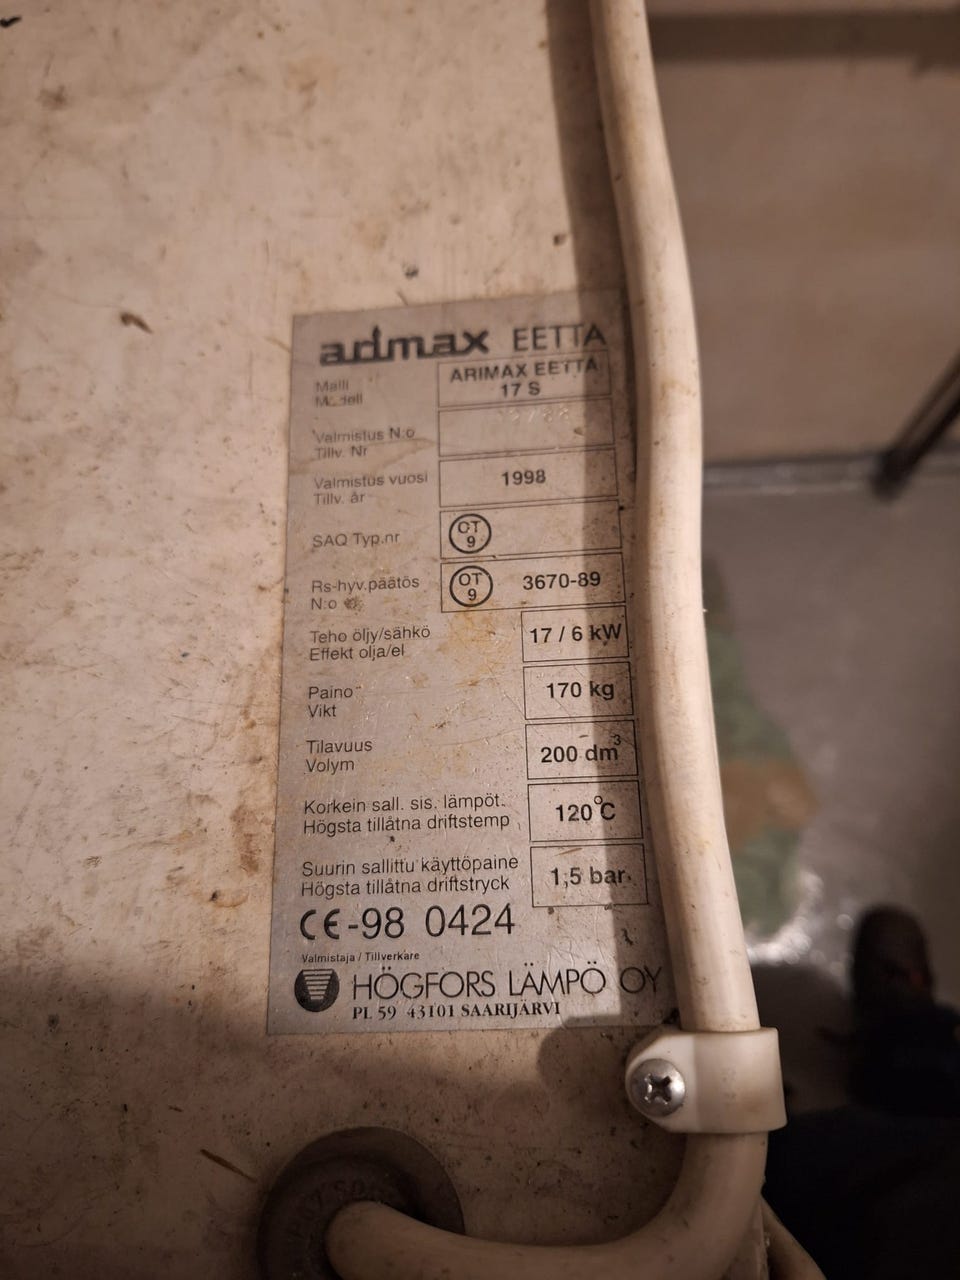 arimax EETTA
Malli
Modell
ARIMAX EETTA
17 S
Valmistus N:o
Tillv. Nr
Valmistus vuosi
Tillv. år
1998
SAQ Typ.nr
OT
9
Rs-hyv.päätös
N:o
OT
9
3670-89
Teho öljy/sähkö
Effekt olja/el
17 / 6 kW
Paino
Vikt
170 kg
Tilavuus
Volym
200 dm³
Korkein sall. sis. lämpöt.
Högsta tillåtna driftstemp
120°C
Suurin sallittu käyttöpaine
Högsta tillåtna driftstryck
1,5 bar
CE-98 0424
Valmistaja / Tillverkare
HÖGFORS LÄMPÖ OY
PL 59 43101 SAARIJÄRVI